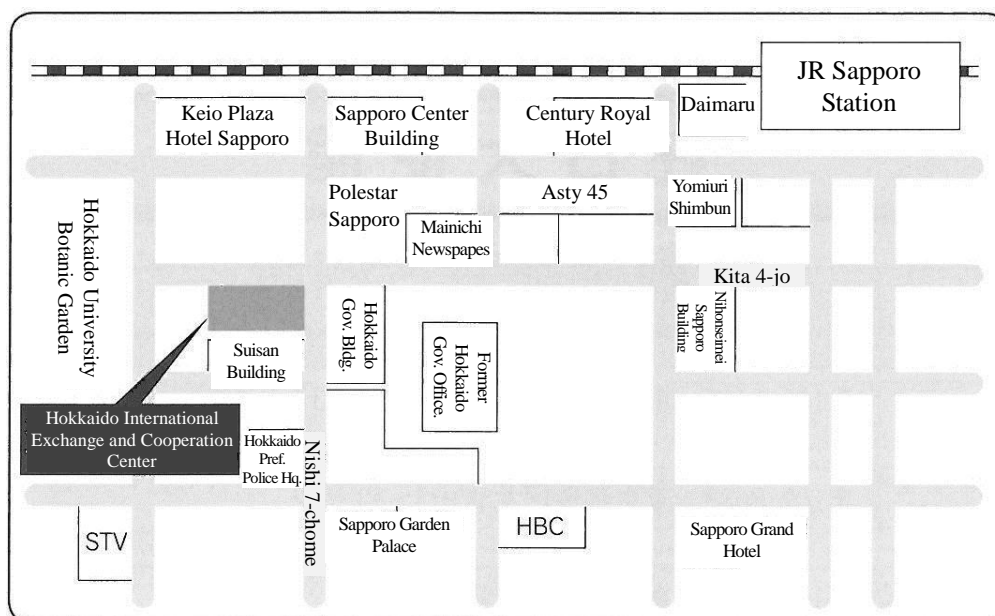 JR Sapporo
Station
Keio Plaza
Hotel Sapporo
Sapporo Center
Building
Century Royal
Hotel
Daimaru
Polestar
Sapporo
Mainichi
Newspapes
Asty 45
Yomiuri
Shimbun
Hokkaido University
Botanic Garden
Kita 4-jo
Suisan
Building
Hokkaido
Gov. Bldg.
Former
Hokkaido
Gov. Office.
Nihonseimei
Sapporo
Building
Hokkaido International
Exchange and Cooperation
Center
Hokkaido
Pref.
Police Hq.
Nishi 7-chome
STV
Sapporo Garden
Palace
HBC
Sapporo Grand
Hotel